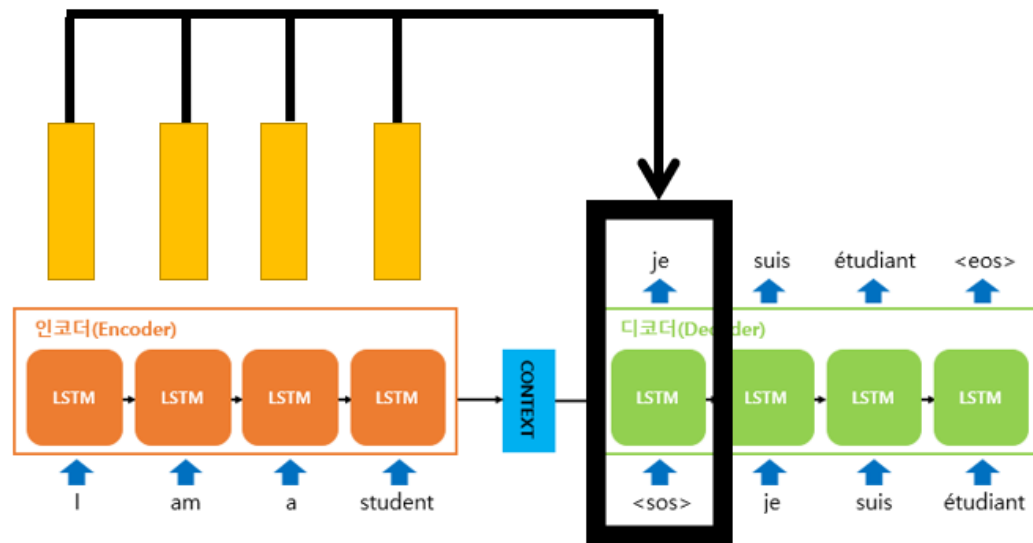 je suis étudiant <eos>
인코더(Encoder) 디코더(Decoder)
LSTM LSTM LSTM LSTM CONTEXT LSTM LSTM LSTM LSTM
I am a student <sos> je suis étudiant